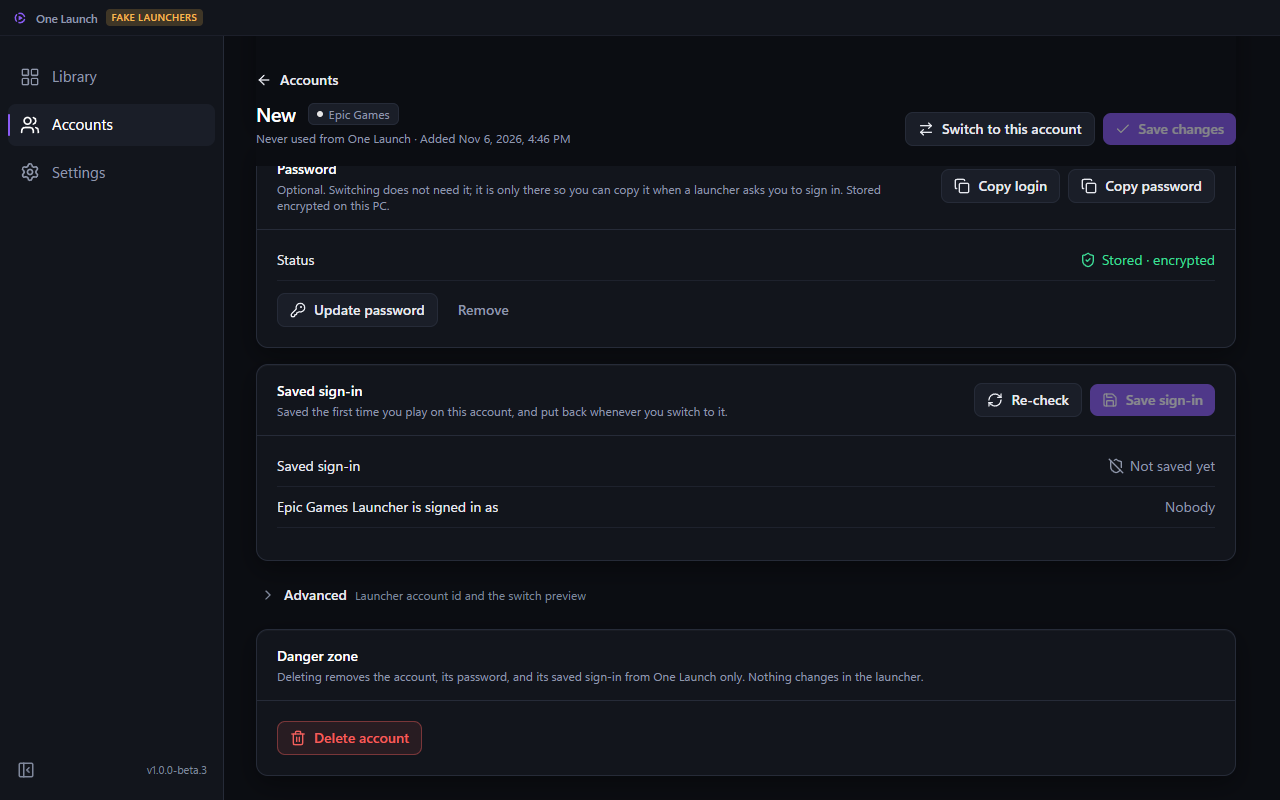 One Launch FAKE LAUNCHERS
Library
Accounts
Settings
v1.0.0-beta.3
Accounts
New Epic Games
Never used from One Launch · Added Nov 6, 2026, 4:46 PM
Switch to this account Save changes
Password
Optional. Switching does not need it; it is only there so you can copy it when a launcher asks you to sign in. Stored
encrypted on this PC.
Copy login Copy password
Status Stored · encrypted
Update password Remove
Saved sign-in
Saved the first time you play on this account, and put back whenever you switch to it.
Re-check Save sign-in
Saved sign-in Not saved yet
Epic Games Launcher is signed in as Nobody
Advanced Launcher account id and the switch preview
Danger zone
Deleting removes the account, its password, and its saved sign-in from One Launch only. Nothing changes in the launcher.
Delete account